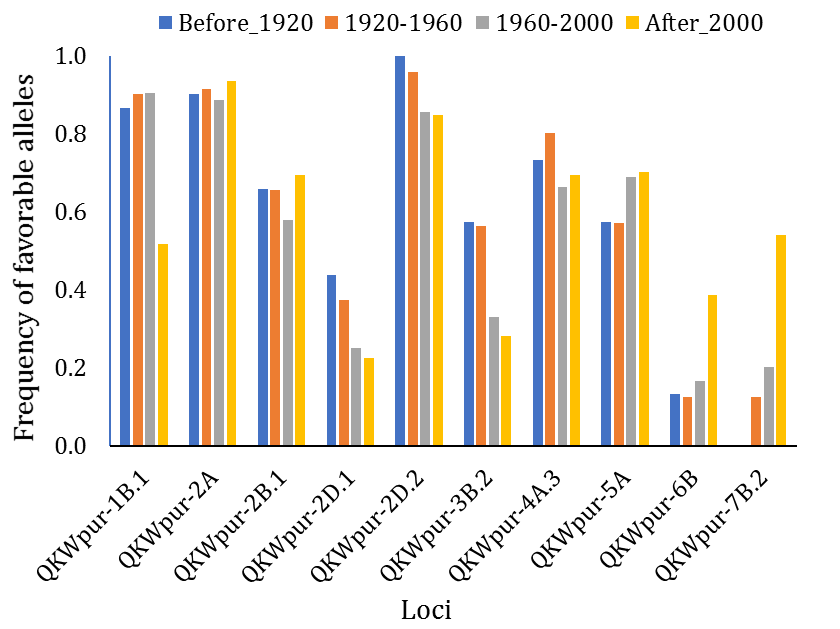 Before_1920 1920-1960 1960-2000 After_2000
Frequency of favorable alleles
1.0
0.8
0.6
0.4
0.2
0.0
QKWpur-1B.1
QKWpur-2A
QKWpur-2B.1
QKWpur-2D.1
QKWpur-2D.2
QKWpur-3B.2
QKWpur-4A.3
QKWpur-5A
QKWpur-6B
QKWpur-7B.2
Loci